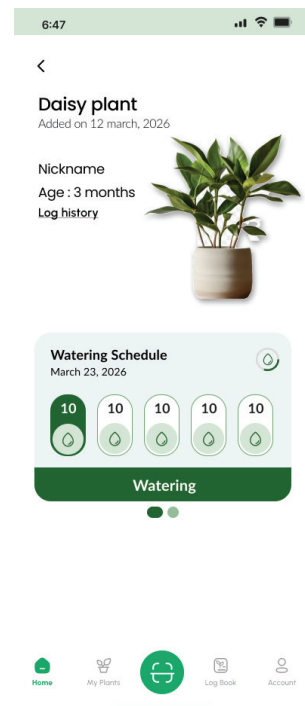 6:47
Daisy plant
Added on 12 march, 2026
Nickname
Age : 3 months
Log history
Watering Schedule
March 23, 2026
10 10 10 10 10
Watering
Home My Plants Log Book Account